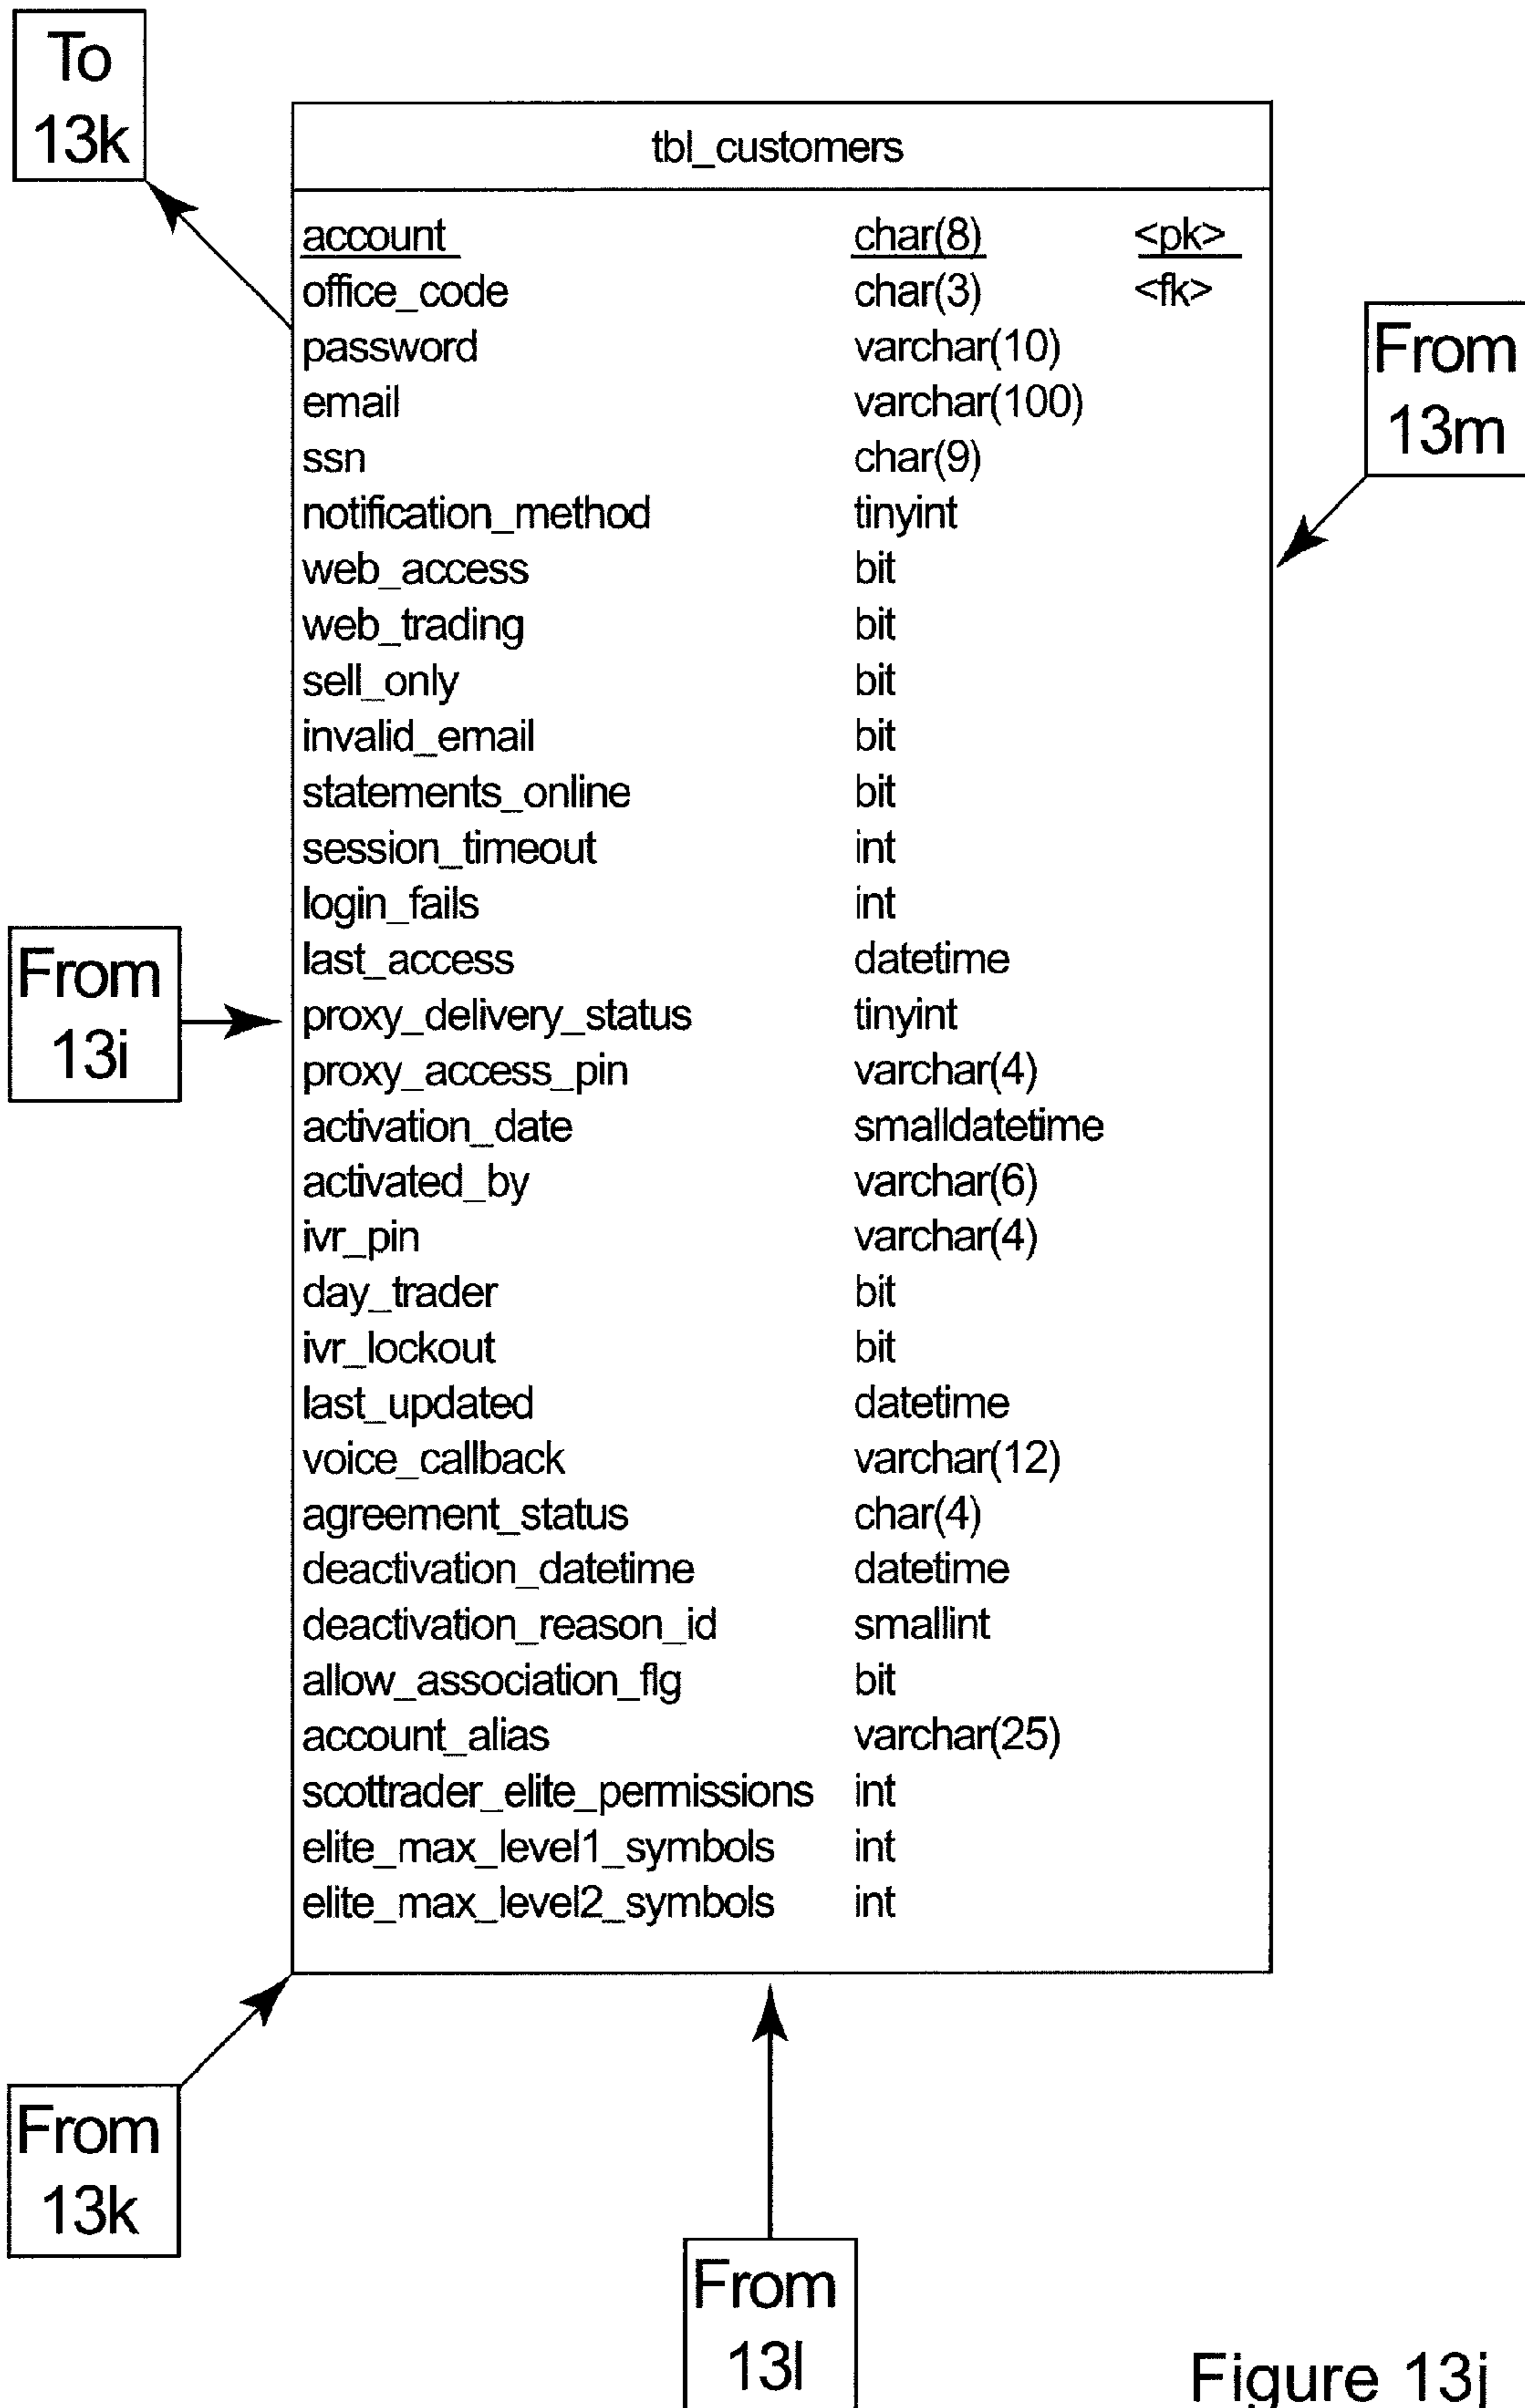 To
13k
tbl_customers
account char(8) <pk>
office_code char(3) <fk>
password varchar(10)
email varchar(100)
ssn char(9)
notification_method tinyint
web_access bit
web_trading bit
sell_only bit
invalid_email bit
statements_online bit
session_timeout int
login_fails int
last_access datetime
proxy_delivery_status tinyint
proxy_access_pin varchar(4)
activation_date smalldatetime
activated_by varchar(6)
ivr_pin varchar(4)
day_trader bit
ivr_lockout bit
last_updated datetime
voice_callback varchar(12)
agreement_status char(4)
deactivation_datetime datetime
deactivation_reason_id smallint
allow_association_flg bit
account_alias varchar(25)
scottrader_elite_permissions int
elite_max_level1_symbols int
elite_max_level2_symbols int
From
13m
From
13i
From
13k
From
13l
Figure 13j